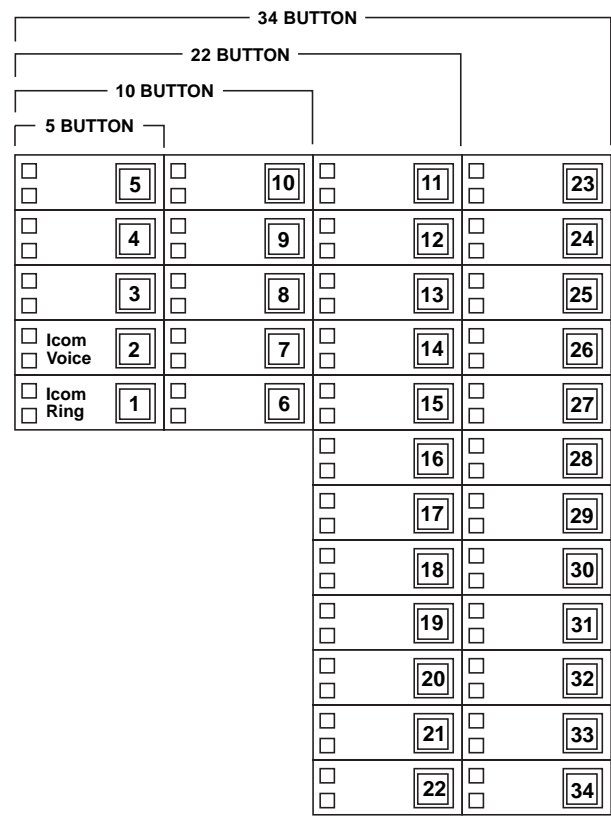 34 BUTTON
22 BUTTON
10 BUTTON
5 BUTTON
5 10 11 23
4 9 12 24
3 8 13 25
Icom Voice 2 7 14 26
Icom Ring 1 6 15 27
16 28
17 29
18 30
19 31
20 32
21 33
22 34